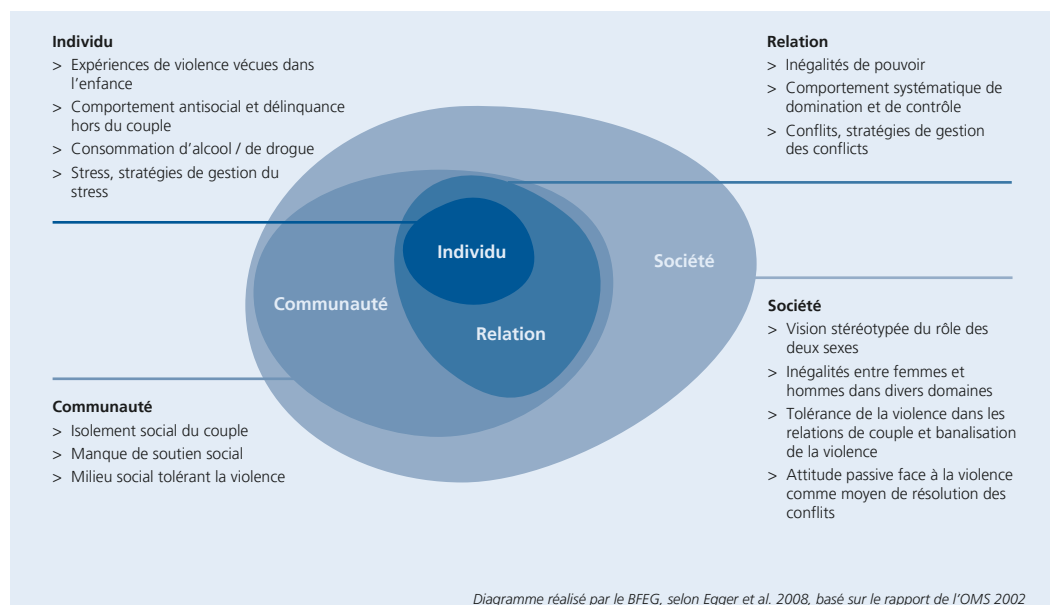 Individu
> Expériences de violence vécues dans
l’enfance
> Comportement antisocial et délinquance
hors du couple
> Consommation d’alcool / de drogue
> Stress, stratégies de gestion du
stress
Relation
> Inégalités de pouvoir
> Comportement systématique de
domination et de contrôle
> Conflits, stratégies de gestion
des conflicts
Individu
Société
Communauté
Relation
Communauté
> Isolement social du couple
> Manque de soutien social
> Milieu social tolérant la violence
Société
> Vision stéréotypée du rôle des
deux sexes
> Inégalités entre femmes et
hommes dans divers domaines
> Tolérance de la violence dans les
relations de couple et banalisation
de la violence
> Attitude passive face à la violence
comme moyen de résolution des
conflits
Diagramme réalisé par le BFEG, selon Egger et al. 2008, basé sur le rapport de l’OMS 2002